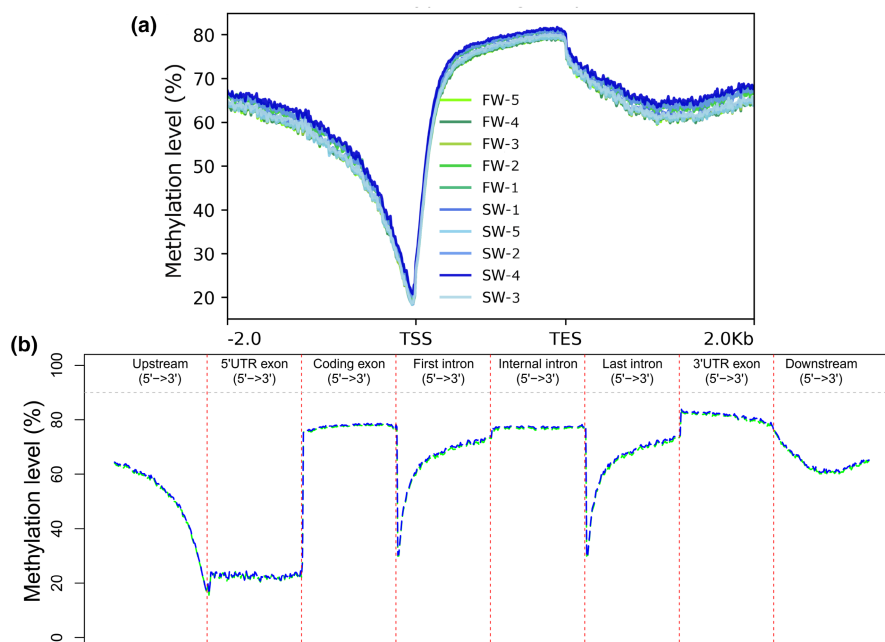 (a)
Methylation level (%)
80
70
60
50
40
30
20
FW-5
FW-4
FW-3
FW-2
FW-1
SW-1
SW-5
SW-2
SW-4
SW-3
-2.0 TSS TES 2.0Kb
(b)
Methylation level (%)
100
80
60
40
20
0
Upstream 5'UTR exon Coding exon First intron Internal intron Last intron 3'UTR exon Downstream
(5'->3') (5'->3') (5'->3') (5'->3') (5'->3') (5'->3') (5'->3') (5'->3')